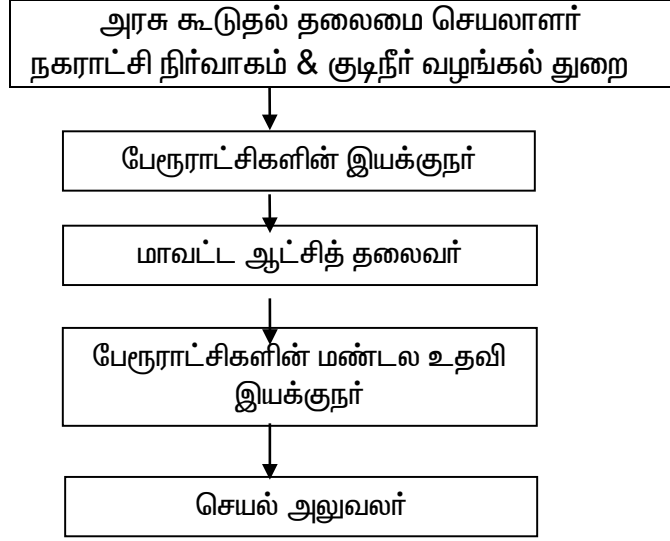 அரசு கூடுதல் தலைமை செயலாளர்
நகராட்சி நிர்வாகம் & குடிநீர் வழங்கல் துறை
பேரூராட்சிகளின் இயக்குநர்
மாவட்ட ஆட்சித் தலைவர்
பேரூராட்சிகளின் மண்டல உதவி
இயக்குநர்
செயல் அலுவலர்